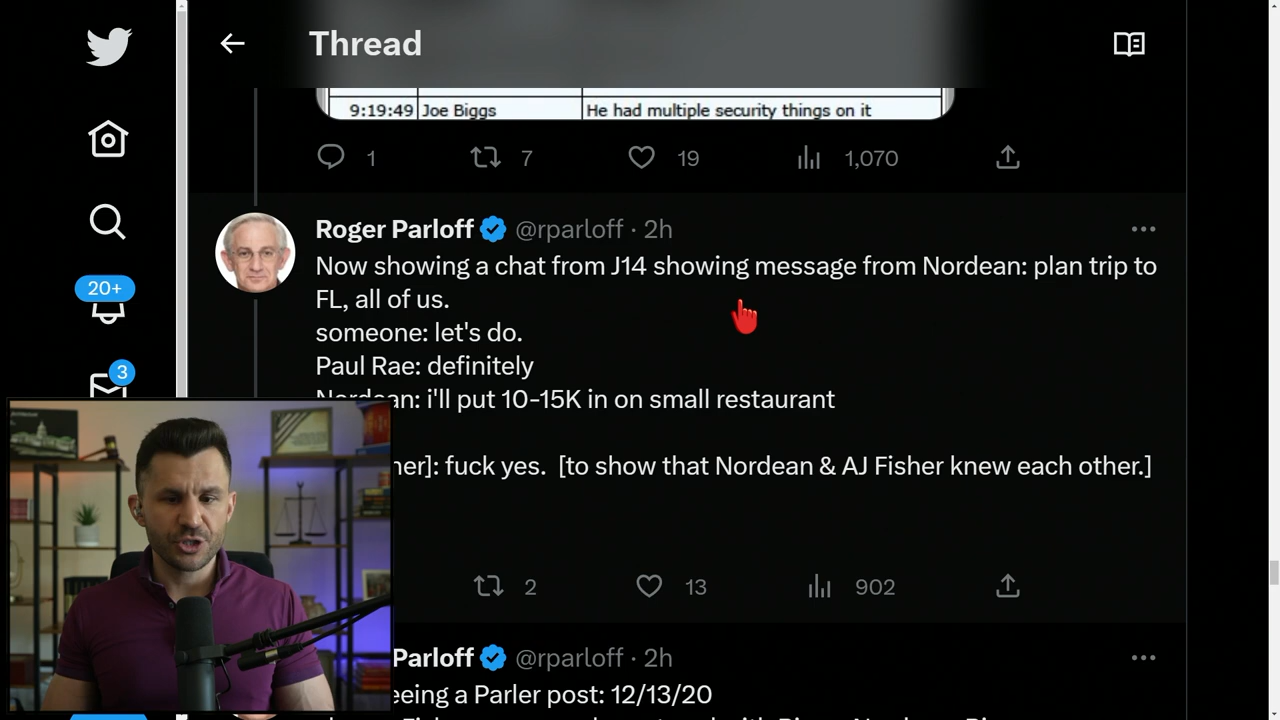 Thread
9:19:49 Joe Biggs He had multiple security things on it
1 7 19 1,070
Roger Parloff @rparloff · 2h
Now showing a chat from J14 showing message from Nordean: plan trip to
FL, all of us.
someone: let's do.
Paul Rae: definitely
Nordean: i'll put 10-15K in on small restaurant
her]: fuck yes. [to show that Nordean & AJ Fisher knew each other.]
2 13 902
20+
3
Parloff @rparloff · 2h
eeing a Parler post: 12/13/20